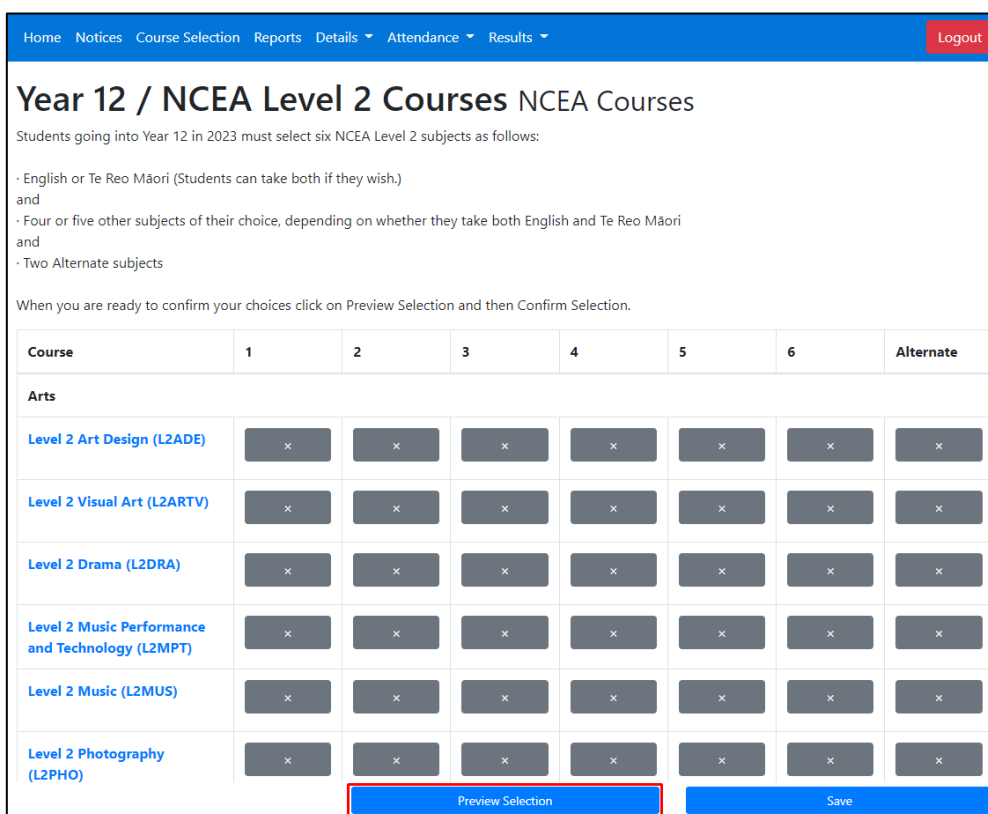 Home Notices Course Selection Reports Details Attendance Results Logout
Year 12 / NCEA Level 2 Courses NCEA Courses
Students going into Year 12 in 2023 must select six NCEA Level 2 subjects as follows:
· English or Te Reo Māori (Students can take both if they wish.)
and
· Four or five other subjects of their choice, depending on whether they take both English and Te Reo Māori
and
· Two Alternate subjects
When you are ready to confirm your choices click on Preview Selection and then Confirm Selection.
Course 1 2 3 4 5 6 Alternate
Arts
Level 2 Art Design (L2ADE) × × × × × × ×
Level 2 Visual Art (L2ARTV) × × × × × × ×
Level 2 Drama (L2DRA) × × × × × × ×
Level 2 Music Performance
and Technology (L2MPT) × × × × × × ×
Level 2 Music (L2MUS) × × × × × × ×
Level 2 Photography
(L2PHO) × × × × × × ×
Preview Selection Save